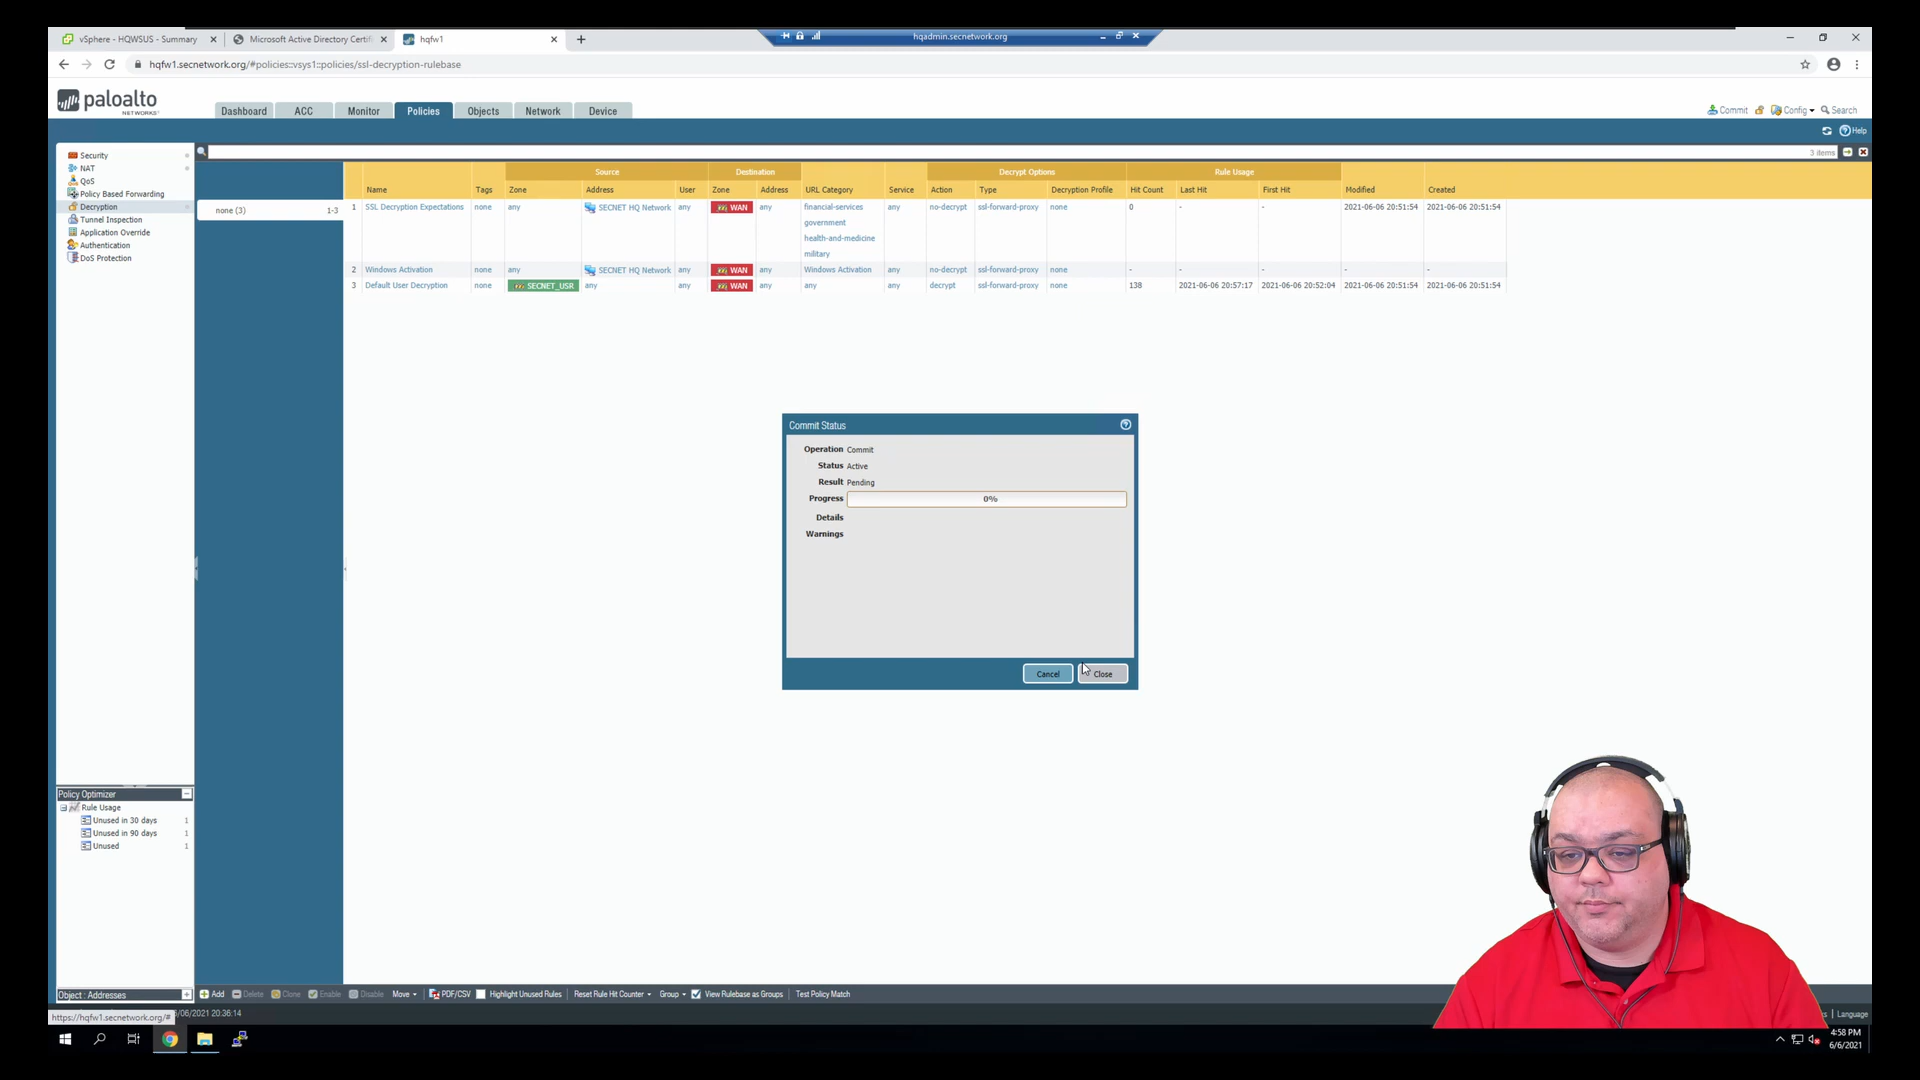 vSphere - HQWSUS - Summary
Microsoft Active Directory Certifi
hqfw1
hqadmin.secnetwork.org
hqfw1.secnetwork.org/#policies::vsys1::policies/ssl-decryption-rulebase
paloalto
NETWORKS
Dashboard ACC Monitor Policies Objects Network Device
Commit Config Search
Help
Security
NAT
QoS
Policy Based Forwarding
Decryption
Tunnel Inspection
Application Override
Authentication
DoS Protection
3 items
none (3) 1-3
Source Destination Decrypt Options Rule Usage
Name Tags Zone Address User Zone Address URL Category Service Action Type Decryption Profile Hit Count Last Hit First Hit Modified Created
1 SSL Decryption Expectations none any SECNET HQ Network any WAN any financial-services any no-decrypt ssl-forward-proxy none 0 - - 2021-06-06 20:51:54 2021-06-06 20:51:54
government
health-and-medicine
military
2 Windows Activation none any SECNET HQ Network any WAN any Windows Activation any no-decrypt ssl-forward-proxy none - - - - -
3 Default User Decryption none SECNET_USR any any WAN any any any decrypt ssl-forward-proxy none 138 2021-06-06 20:57:17 2021-06-06 20:52:04 2021-06-06 20:51:54 2021-06-06 20:51:54
Commit Status
Operation Commit
Status Active
Result Pending
Progress 0%
Details
Warnings
Cancel Close
Policy Optimizer
Rule Usage
Unused in 30 days 1
Unused in 90 days 1
Unused 1
Object : Addresses
Add Delete Clone Enable Disable Move PDF/CSV Highlight Unused Rules Reset Rule Hit Counter Group View Rulebase as Groups Test Policy Match
https://hqfw1.secnetwork.org/#
/06/2021 20:36:14
Language
4:58 PM
6/6/2021